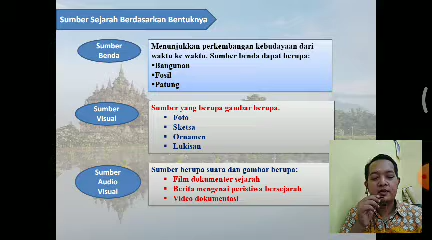 Sumber Sejarah Berdasarkan Bentuknya
Sumber
Benda
Menunjukkan perkembangan kebudayaan dari
waktu ke waktu. Sumber benda dapat berupa:
•Bangunan
•Fosil
•Patung
Sumber
Visual
Sumber yang berupa gambar berupa.
▪ Foto
▪ Sketsa
▪ Ornamen
▪ Lukisan
Sumber
Audio
Visual
Sumber berupa suara dan gambar berupa:
▪ Film dokumenter sejarah
▪ Berita mengenai peristiwa bersejarah
▪ Video dokumentasi